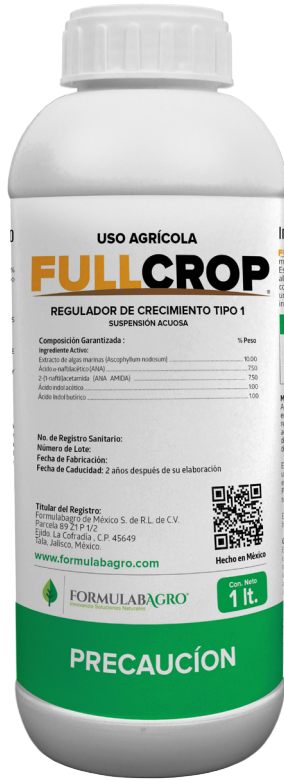 USO AGRÍCOLA
FULLCROP
REGULADOR DE CRECIMIENTO TIPO 1
SUSPENSIÓN ACUOSA
Composición Garantizada : % Peso
Ingrediente Activo:
Extracto de algas marinas (Ascophyllum nodosum) 10.00
Ácido α-naftilacético (ANA) 7.50
2-(1-naftil)acetamida (ANA AMIDA) 7.50
Ácido indol acético 1.00
Ácido Indol butírico 1.00
No. de Registro Sanitario:
Número de Lote:
Fecha de Fabricación:
Fecha de Caducidad: 2 años después de su elaboración
Titular del Registro:
Formulabagro de México S. de R.L. de C.V.
Parcela 89 Z1 P 1/2
Ejido. La Cofradía , C.P. 45649
Tala, Jalisco, México.
www.formulabagro.com
Hecho en México
FORMULABAGRO®
Innovando Soluciones Naturales
Con. Neto
1 lt.
PRECAUCÍON